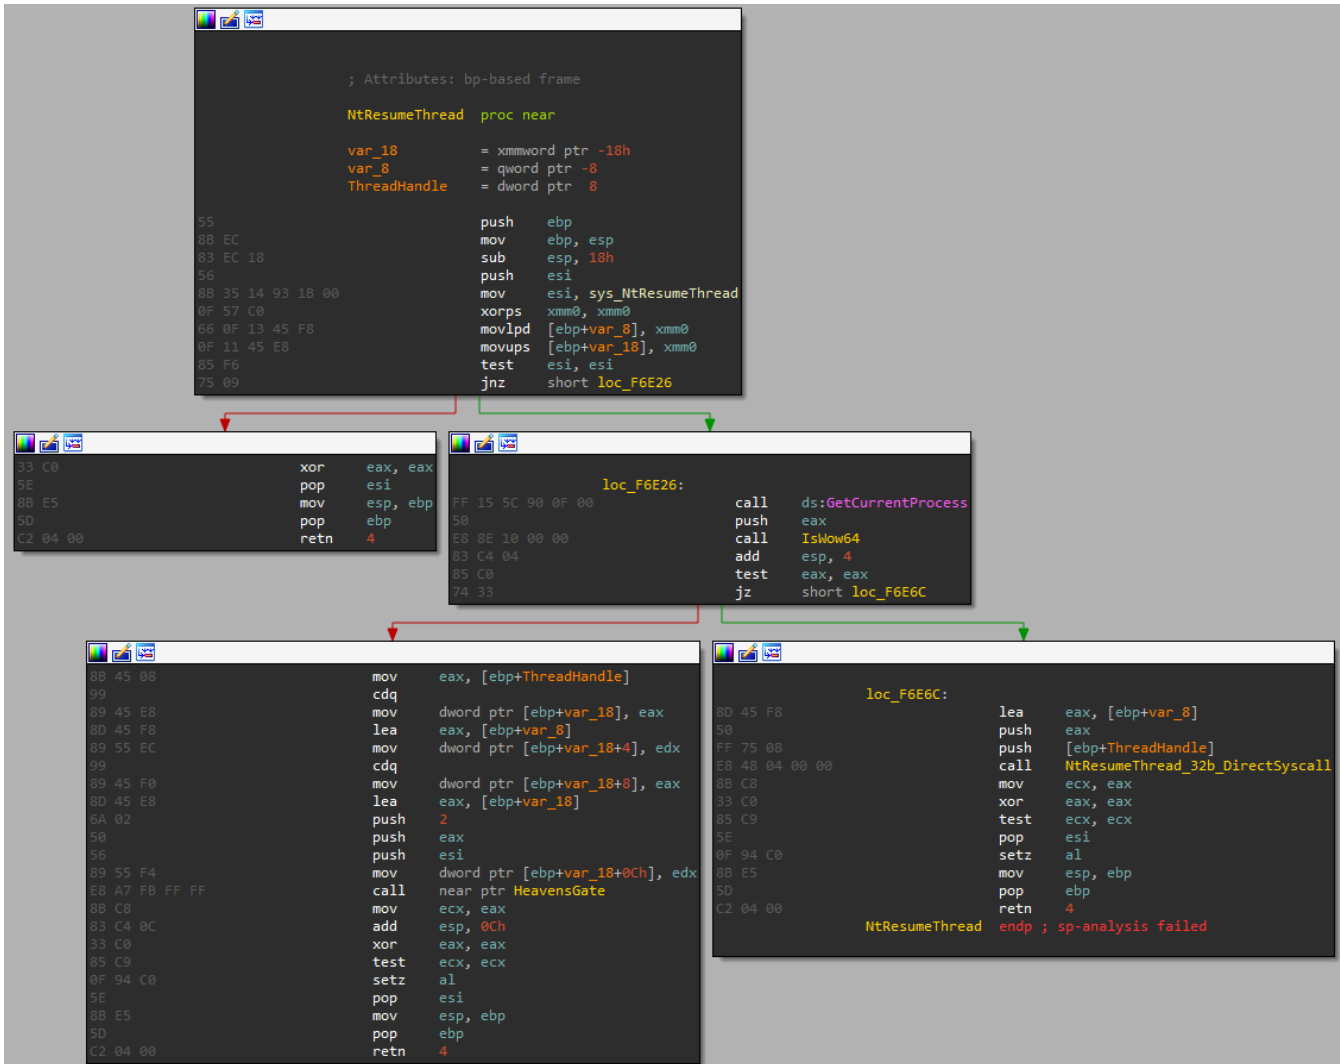 ; Attributes: bp-based frame
NtResumeThread proc near
var_18 = xmmword ptr -18h
var_8 = qword ptr -8
ThreadHandle = dword ptr 8
55 push ebp
8B EC mov ebp, esp
83 EC 18 sub esp, 18h
56 push esi
8B 35 14 93 1B 00 mov esi, sys_NtResumeThread
0F 57 C0 xorps xmm0, xmm0
66 0F 13 45 F8 movlpd [ebp+var_8], xmm0
0F 11 45 E8 movups [ebp+var_18], xmm0
85 F6 test esi, esi
75 09 jnz short loc_F6E26
33 C0 xor eax, eax
5E pop esi
8B E5 mov esp, ebp
5D pop ebp
C2 04 00 retn 4
loc_F6E26:
FF 15 5C 90 0F 00 call ds:GetCurrentProcess
50 push eax
E8 8E 10 00 00 call IsWow64
83 C4 04 add esp, 4
85 C0 test eax, eax
74 33 jz short loc_F6E6C
8B 45 08 mov eax, [ebp+ThreadHandle]
99 cdq
89 45 E8 mov dword ptr [ebp+var_18], eax
8D 45 F8 lea eax, [ebp+var_8]
89 55 EC mov dword ptr [ebp+var_18+4], edx
99 cdq
89 45 F0 mov dword ptr [ebp+var_18+8], eax
8D 45 E8 lea eax, [ebp+var_18]
6A 02 push 2
50 push eax
56 push esi
89 55 F4 mov dword ptr [ebp+var_18+0Ch], edx
E8 A7 FB FF FF call near ptr HeavensGate
8B C8 mov ecx, eax
83 C4 0C add esp, 0Ch
33 C0 xor eax, eax
85 C9 test ecx, ecx
0F 94 C0 setz al
5E pop esi
8B E5 mov esp, ebp
5D pop ebp
C2 04 00 retn 4
loc_F6E6C:
8D 45 F8 lea eax, [ebp+var_8]
50 push eax
FF 75 08 push [ebp+ThreadHandle]
E8 48 04 00 00 call NtResumeThread_32b_DirectSyscall
8B C8 mov ecx, eax
33 C0 xor eax, eax
85 C9 test ecx, ecx
5E pop esi
0F 94 C0 setz al
8B E5 mov esp, ebp
5D pop ebp
C2 04 00 retn 4
NtResumeThread endp ; sp-analysis failed